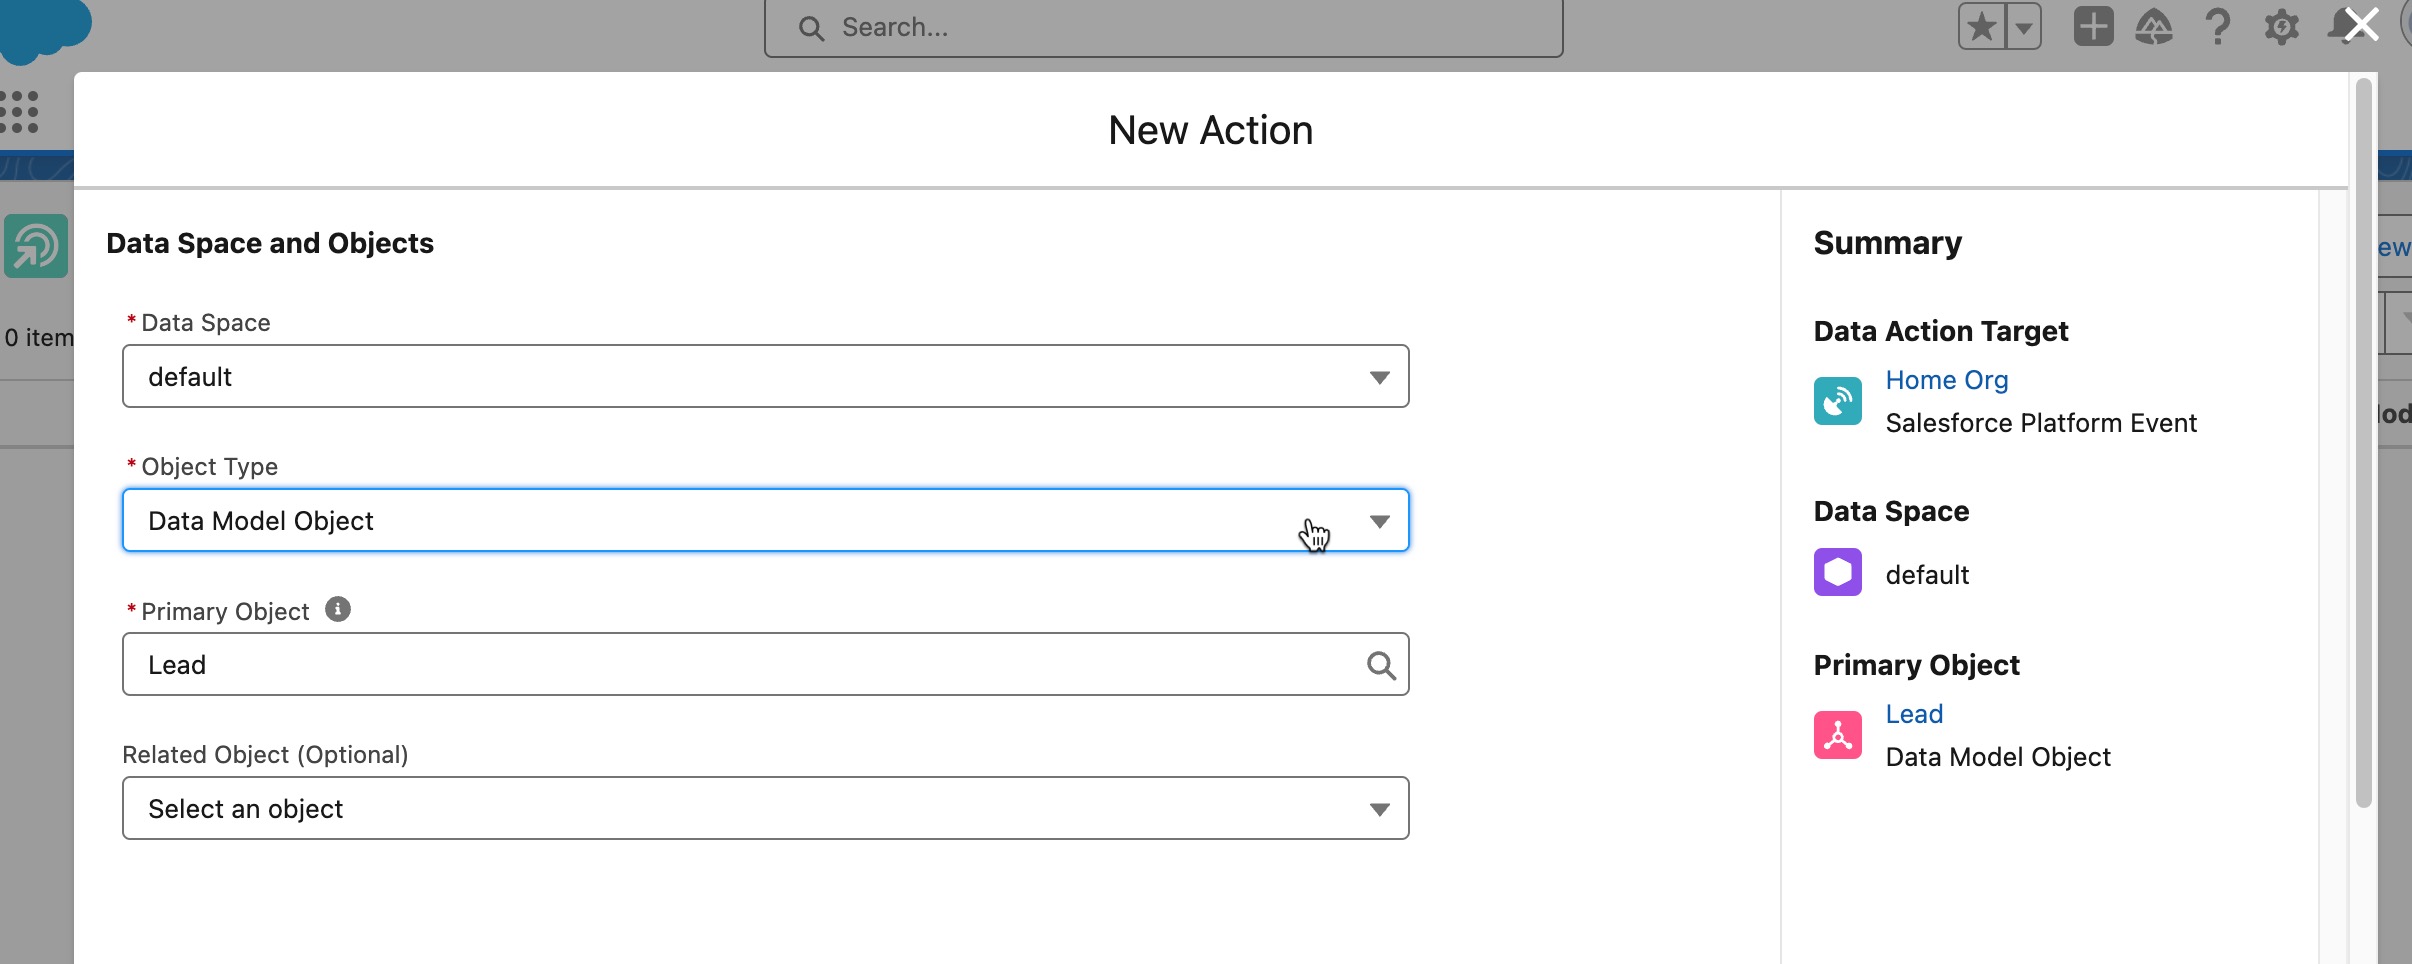 Search...
New Action
0 item
Data Space and Objects
* Data Space
default
* Object Type
Data Model Object
* Primary Object
Lead
Related Object (Optional)
Select an object
Summary
Data Action Target
Home Org
Salesforce Platform Event
Data Space
default
Primary Object
Lead
Data Model Object